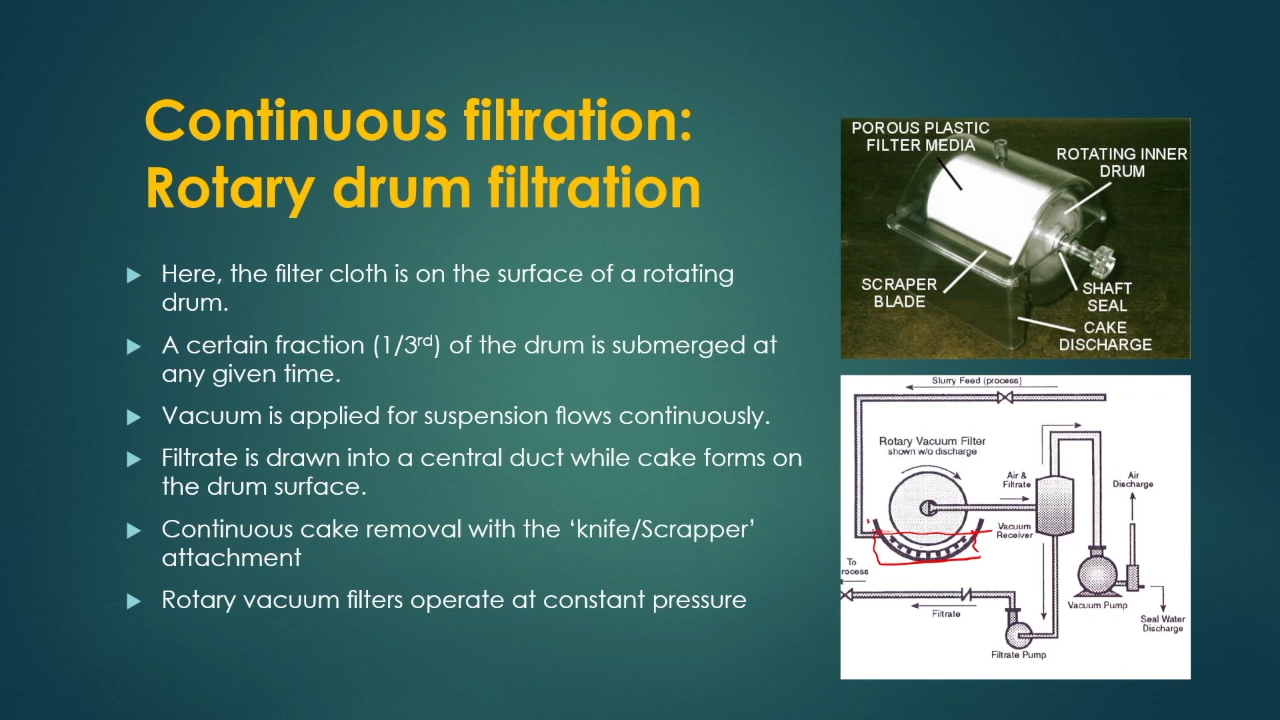 Continuous filtration:
Rotary drum filtration
Here, the filter cloth is on the surface of a rotating
drum.
A certain fraction (1/3rd) of the drum is submerged at
any given time.
Vacuum is applied for suspension flows continuously.
Filtrate is drawn into a central duct while cake forms on
the drum surface.
Continuous cake removal with the ‘knife/Scrapper’
attachment
Rotary vacuum filters operate at constant pressure
POROUS PLASTIC
FILTER MEDIA
ROTATING INNER
DRUM
SCRAPER
BLADE
SHAFT
SEAL
CAKE
DISCHARGE
Slurry Feed (process)
Rotary Vacuum Filter
shown w/o discharge
Air &
Filtrate
Air
Discharge
Vacuum
Receiver
To
rocess
Filtrate
Vacuum Pump
Seal Water
Discharge
Filtrate Pump